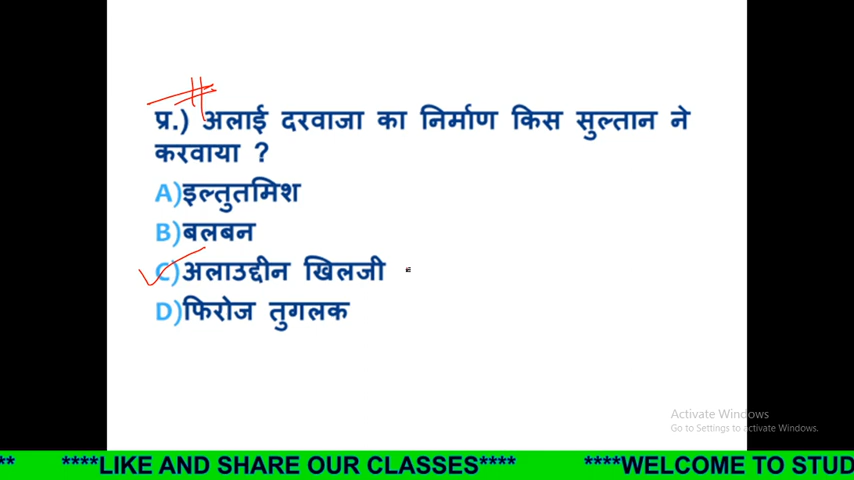 प्र.) अलाई दरवाजा का निर्माण किस सुल्तान ने
करवाया ?
A)इल्तुतमिश
B)बलबन
C)अलाउद्दीन खिलजी
D)फिरोज तुगलक
Activate Windows
Go to Settings to activate Windows.
** ****LIKE AND SHARE OUR CLASSES**** ****WELCOME TO STUD